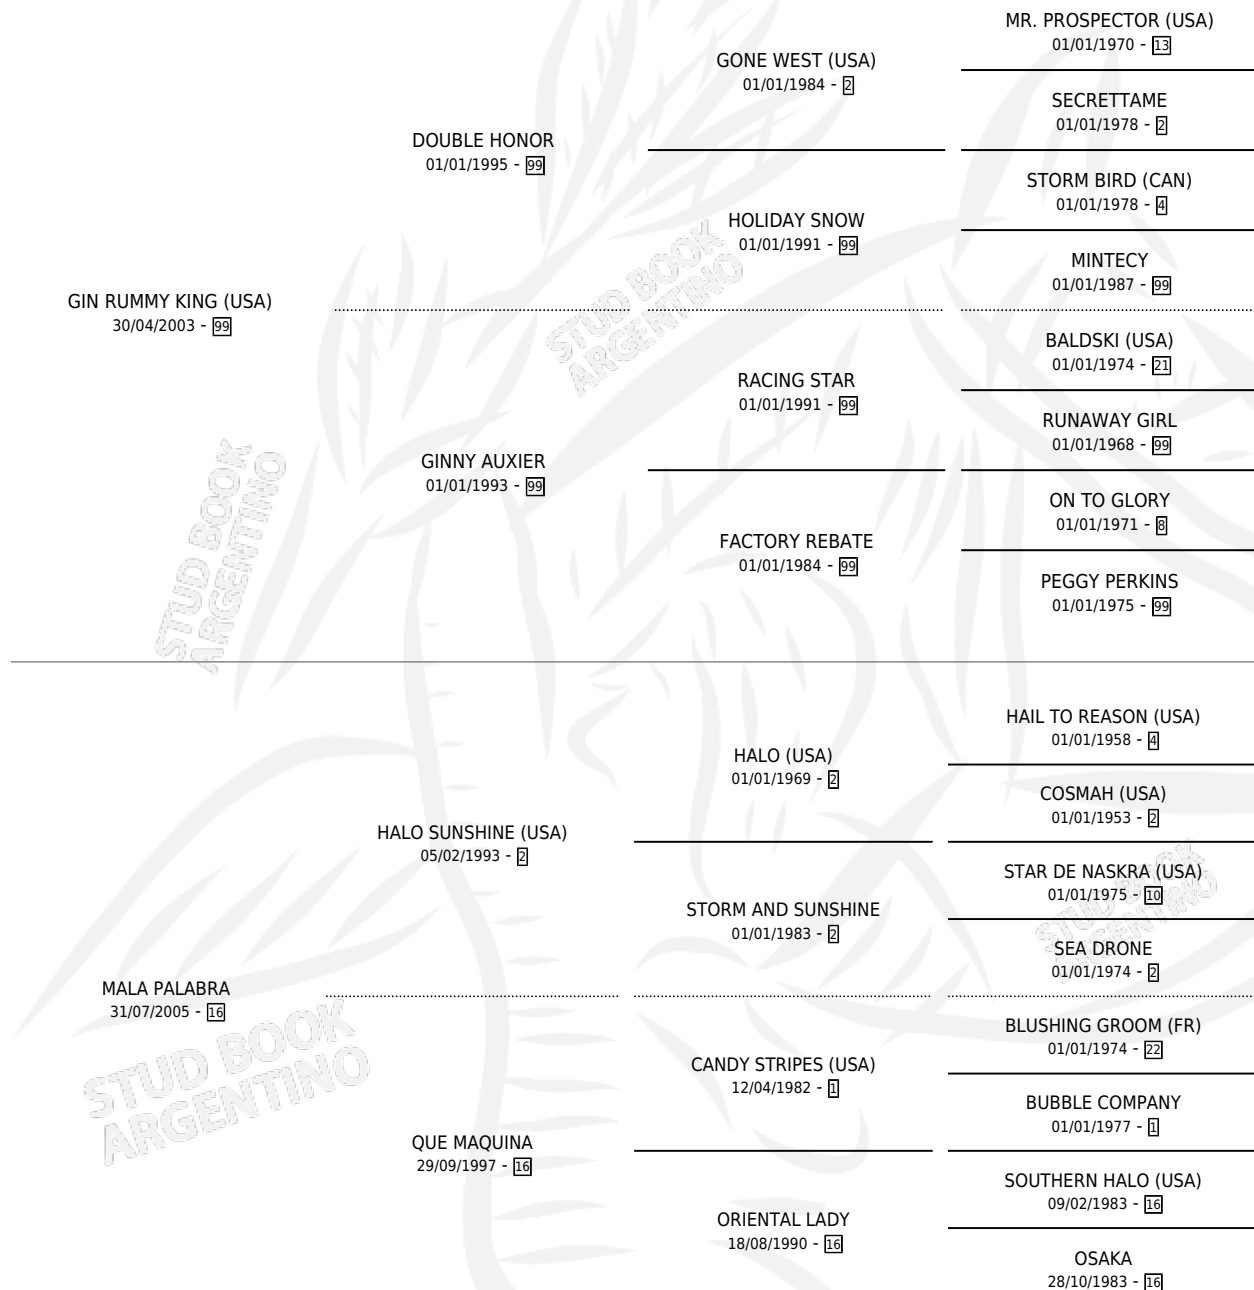 MR. PROSPECTOR (USA)
01/01/1970 - 13
GONE WEST (USA)
01/01/1984 - 2
SECRETTAME
01/01/1978 - 2
DOUBLE HONOR
01/01/1995 - 99
STORM BIRD (CAN)
01/01/1978 - 4
HOLIDAY SNOW
01/01/1991 - 99
MINTECY
01/01/1987 - 99
GIN RUMMY KING (USA)
30/04/2003 - 99
STUD BOOK
ARGENTINO
BALDSKI (USA)
01/01/1974 - 21
RACING STAR
01/01/1991 - 99
RUNAWAY GIRL
01/01/1968 - 99
GINNY AUXIER
01/01/1993 - 99
ON TO GLORY
01/01/1971 - 8
FACTORY REBATE
01/01/1984 - 99
PEGGY PERKINS
01/01/1975 - 99
STUD BOOK
ARGENTINO
HAIL TO REASON (USA)
01/01/1958 - 4
HALO (USA)
01/01/1969 - 2
COSMAH (USA)
01/01/1953 - 2
HALO SUNSHINE (USA)
05/02/1993 - 2
STAR DE NASKRA (USA)
01/01/1975 - 10
STORM AND SUNSHINE
01/01/1983 - 2
SEA DRONE
01/01/1974 - 2
STUD BOOK
ARGENTINO
MALA PALABRA
31/07/2005 - 16
STUD BOOK
ARGENTINO
BLUSHING GROOM (FR)
01/01/1974 - 22
CANDY STRIPES (USA)
12/04/1982 - 1
BUBBLE COMPANY
01/01/1977 - 1
QUE MAQUINA
29/09/1997 - 16
SOUTHERN HALO (USA)
09/02/1983 - 16
ORIENTAL LADY
18/08/1990 - 16
OSAKA
28/10/1983 - 16